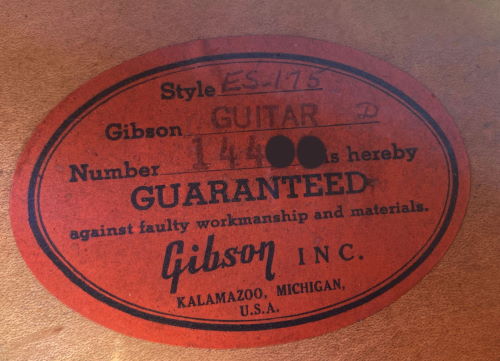 Style ES-175
Gibson GUITAR D
Number 144 is hereby
GUARANTEED
against faulty workmanship and materials.
Gibson INC.
KALAMAZOO, MICHIGAN,
U.S.A.